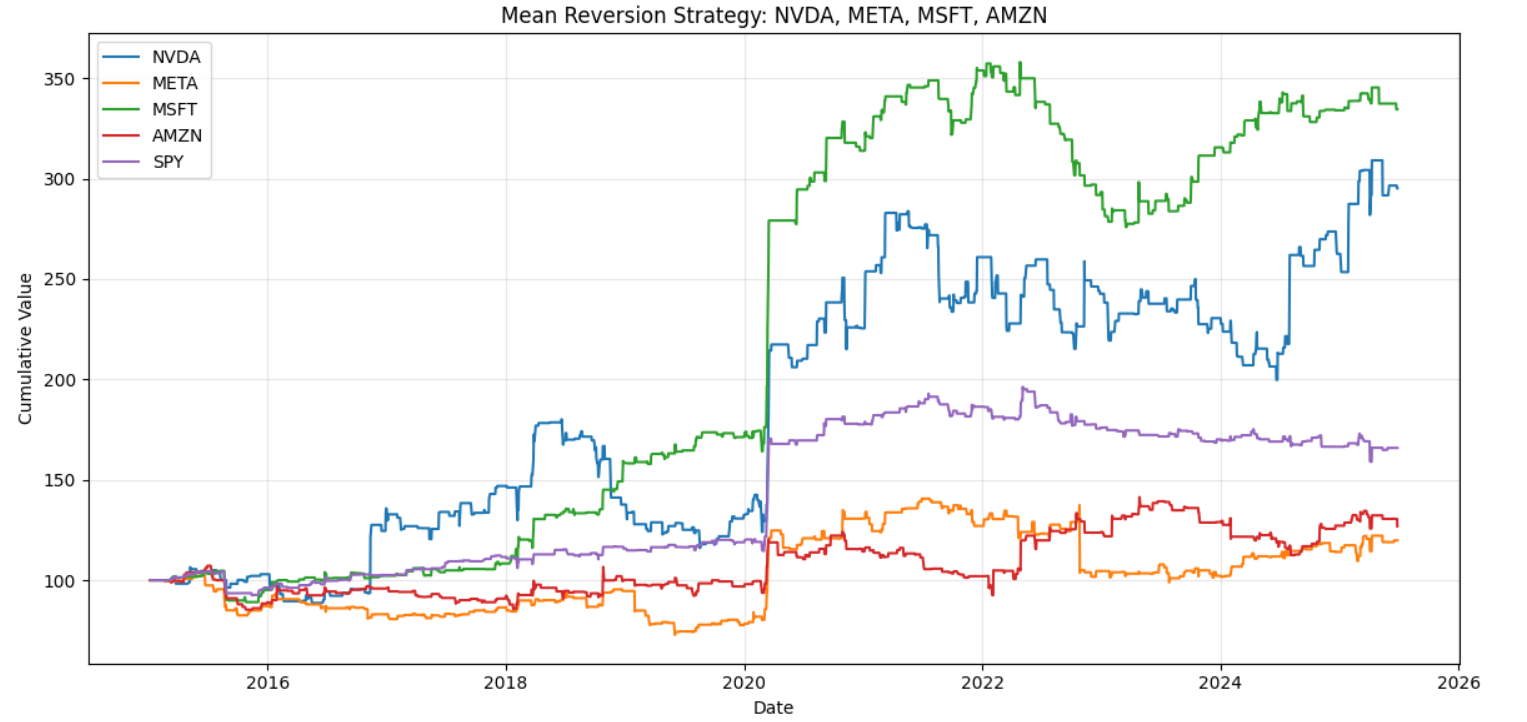 Mean Reversion Strategy: NVDA, META, MSFT, AMZN
NVDA
META
MSFT
AMZN
SPY
Cumulative Value
350
300
250
200
150
100
2016
2018
2020
2022
2024
2026
Date